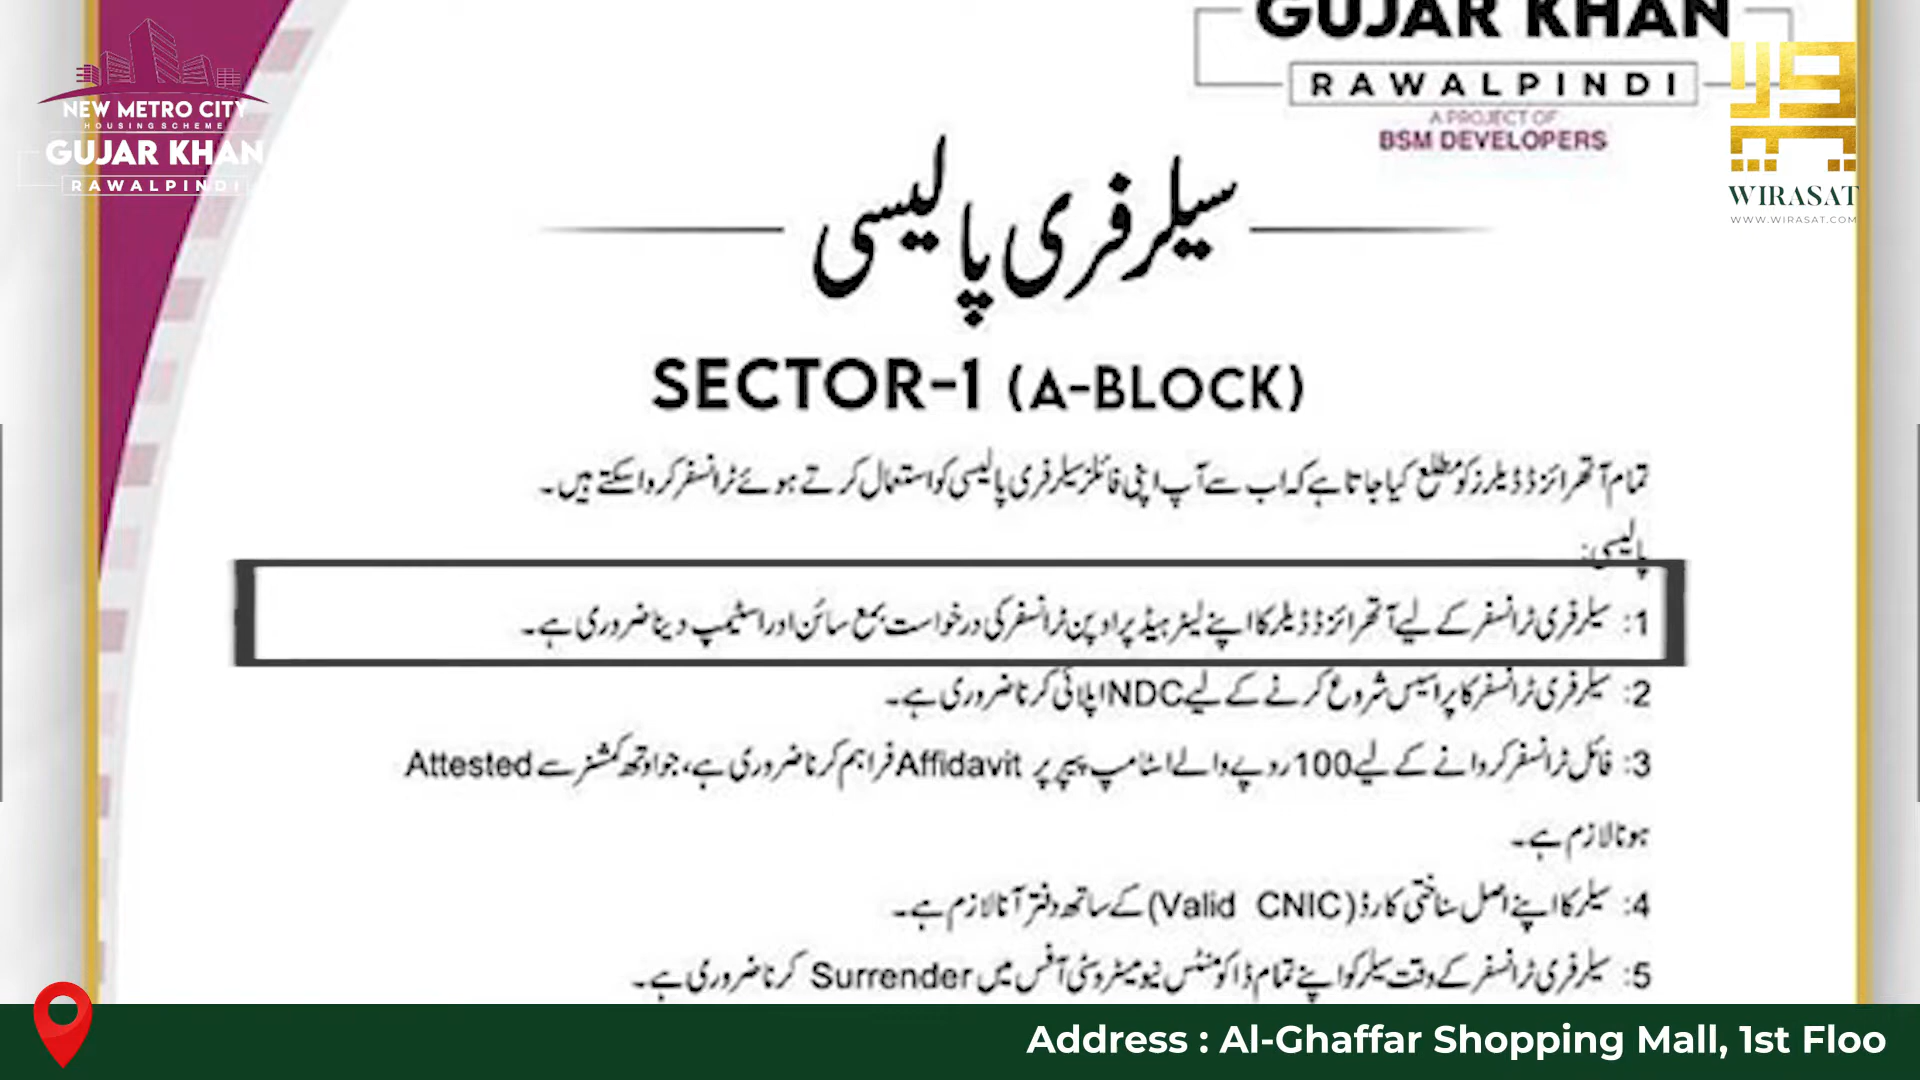 GUJAR KHAN
RAWALPINDI
A PROJECT OF
BSM DEVELOPERS
NEW METRO CITY
HOUSING SCHEME
GUJAR KHAN
RAWALPINDI
WIRASAT
WWW.WIRASAT.COM
سیلر فری پالیسی
SECTOR-1 (A-BLOCK)
تمام آتھرائزڈ ڈیلرز کو مطلع کیا جاتا ہے کہ اب سے آپ اپنی فائلز سیلر فری پالیسی کو استعمال کرتے ہوئے ٹرانسفر کروا سکتے ہیں۔
پالیسی:
1: سیلر فری ٹرانسفر کے لیے آتھرائزڈ ڈیلر کا اپنے لیٹر ہیڈ پر اوپن ٹرانسفر کی درخواست بمع سائن اور اسٹیمپ دینا ضروری ہے۔
2: سیلر فری ٹرانسفر کا پراسیس شروع کرنے کے لیے NDC اپلائی کرنا ضروری ہے۔
3: فائل ٹرانسفر کروانے کے لیے 100 روپے والے اسٹامپ پیپر پر Affidavit فراہم کرنا ضروری ہے، جو اوتھ کمشنر سے Attested
ہونا لازم ہے۔
4: سیلر کا اپنے اصل شناختی کارڈ (Valid CNIC) کے ساتھ دفتر آنا لازم ہے۔
5: سیلر فری ٹرانسفر کے وقت سیلر کو اپنے تمام ڈاکومنٹس نیو میٹرو سٹی آفس میں Surrender کرنا ضروری ہے۔
Address : Al-Ghaffar Shopping Mall, 1st Floo